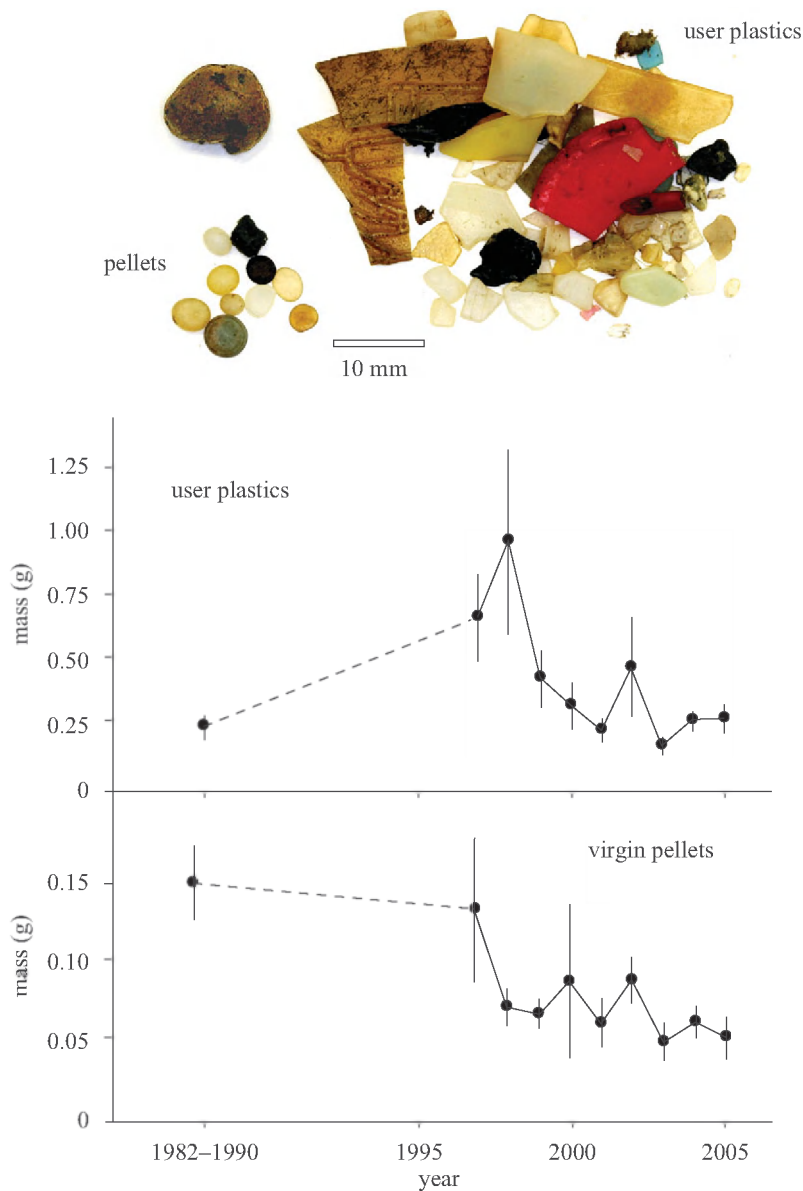 user plastics
pellets
10 mm
1.25
user plastics
1.00
mass (g)
0.75
0.50
0.25
0
virgin pellets
0.15
mass (g)
0.10
0.05
0
1982–1990
1995
2000
2005
year